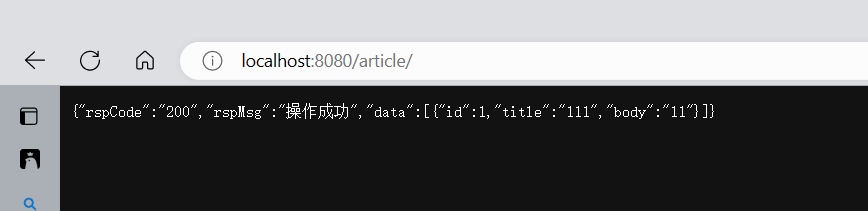 localhost:8080/article/
{"rspCode":"200","rspMsg":"操作成功","data":[{"id":1,"title":"111","body":"11"}]}